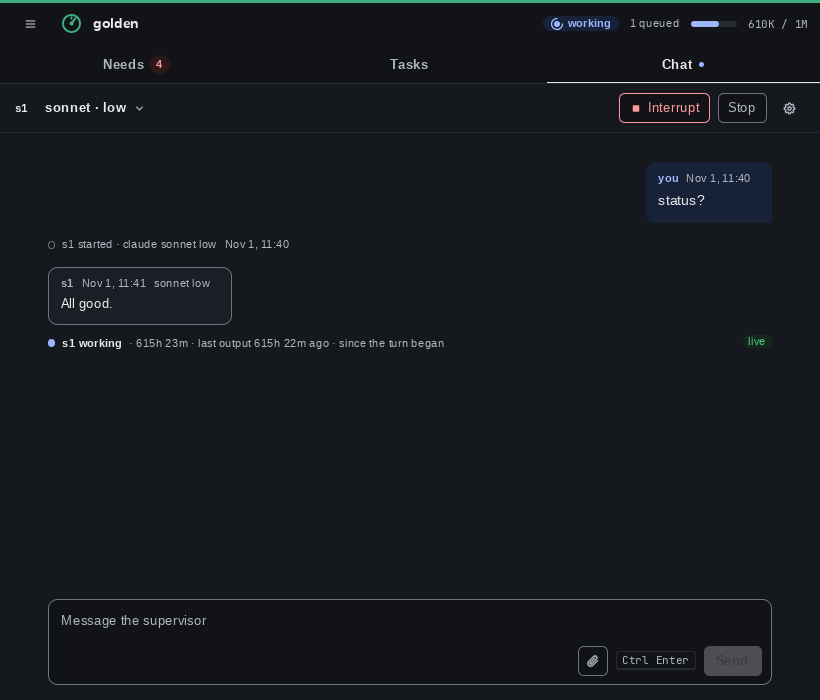 golden working 1 queued 610K / 1M
Needs 4 Tasks Chat
s1 sonnet · low Interrupt Stop
you Nov 1, 11:40
status?
s1 started · claude sonnet low Nov 1, 11:40
s1 Nov 1, 11:41 sonnet low
All good.
s1 working · 615h 23m · last output 615h 22m ago · since the turn began live
Message the supervisor
Ctrl Enter Send